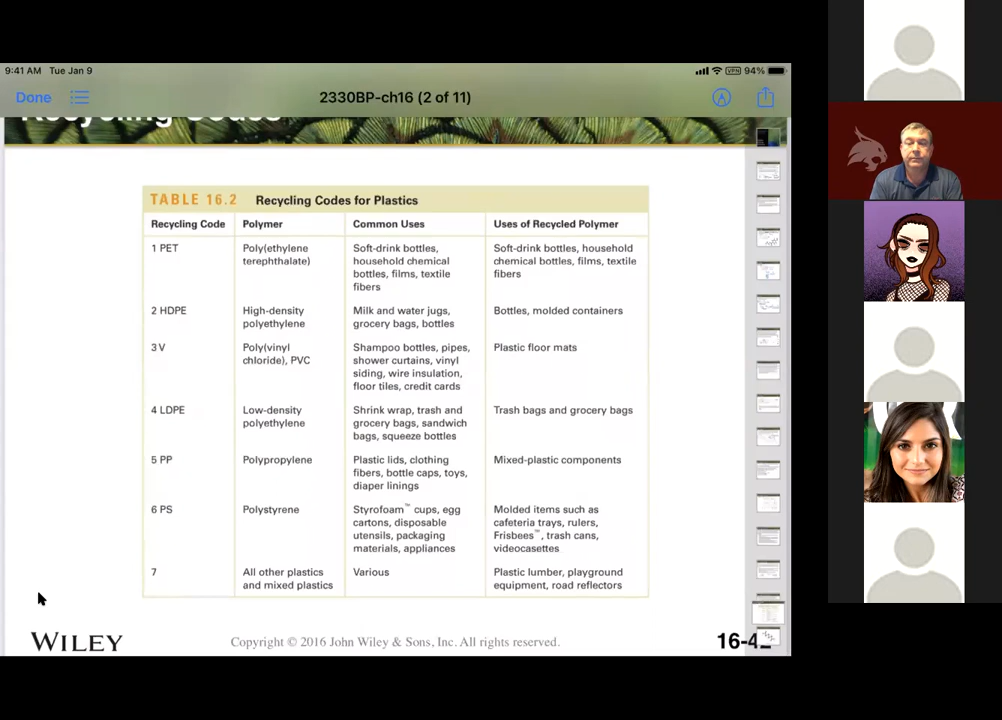 9:41 AM Tue Jan 9
94%
VPN
Done
2330BP-ch16 (2 of 11)
Recycling Codes
TABLE 16.2 Recycling Codes for Plastics
Recycling Code Polymer Common Uses Uses of Recycled Polymer
1 PET Poly(ethylene Soft-drink bottles, Soft-drink bottles, household
terephthalate) household chemical chemical bottles, films, textile
bottles, films, textile fibers
fibers
2 HDPE High-density Milk and water jugs, Bottles, molded containers
polyethylene grocery bags, bottles
3 V Poly(vinyl Shampoo bottles, pipes, Plastic floor mats
chloride), PVC shower curtains, vinyl
siding, wire insulation,
floor tiles, credit cards
4 LDPE Low-density Shrink wrap, trash and Trash bags and grocery bags
polyethylene grocery bags, sandwich
bags, squeeze bottles
5 PP Polypropylene Plastic lids, clothing Mixed-plastic components
fibers, bottle caps, toys,
diaper linings
6 PS Polystyrene Styrofoam™ cups, egg Molded items such as
cartons, disposable cafeteria trays, rulers,
utensils, packaging Frisbees™, trash cans,
materials, appliances videocasettes
7 All other plastics Various Plastic lumber, playground
and mixed plastics equipment, road reflectors
WILEY
Copyright © 2016 John Wiley & Sons, Inc. All rights reserved.